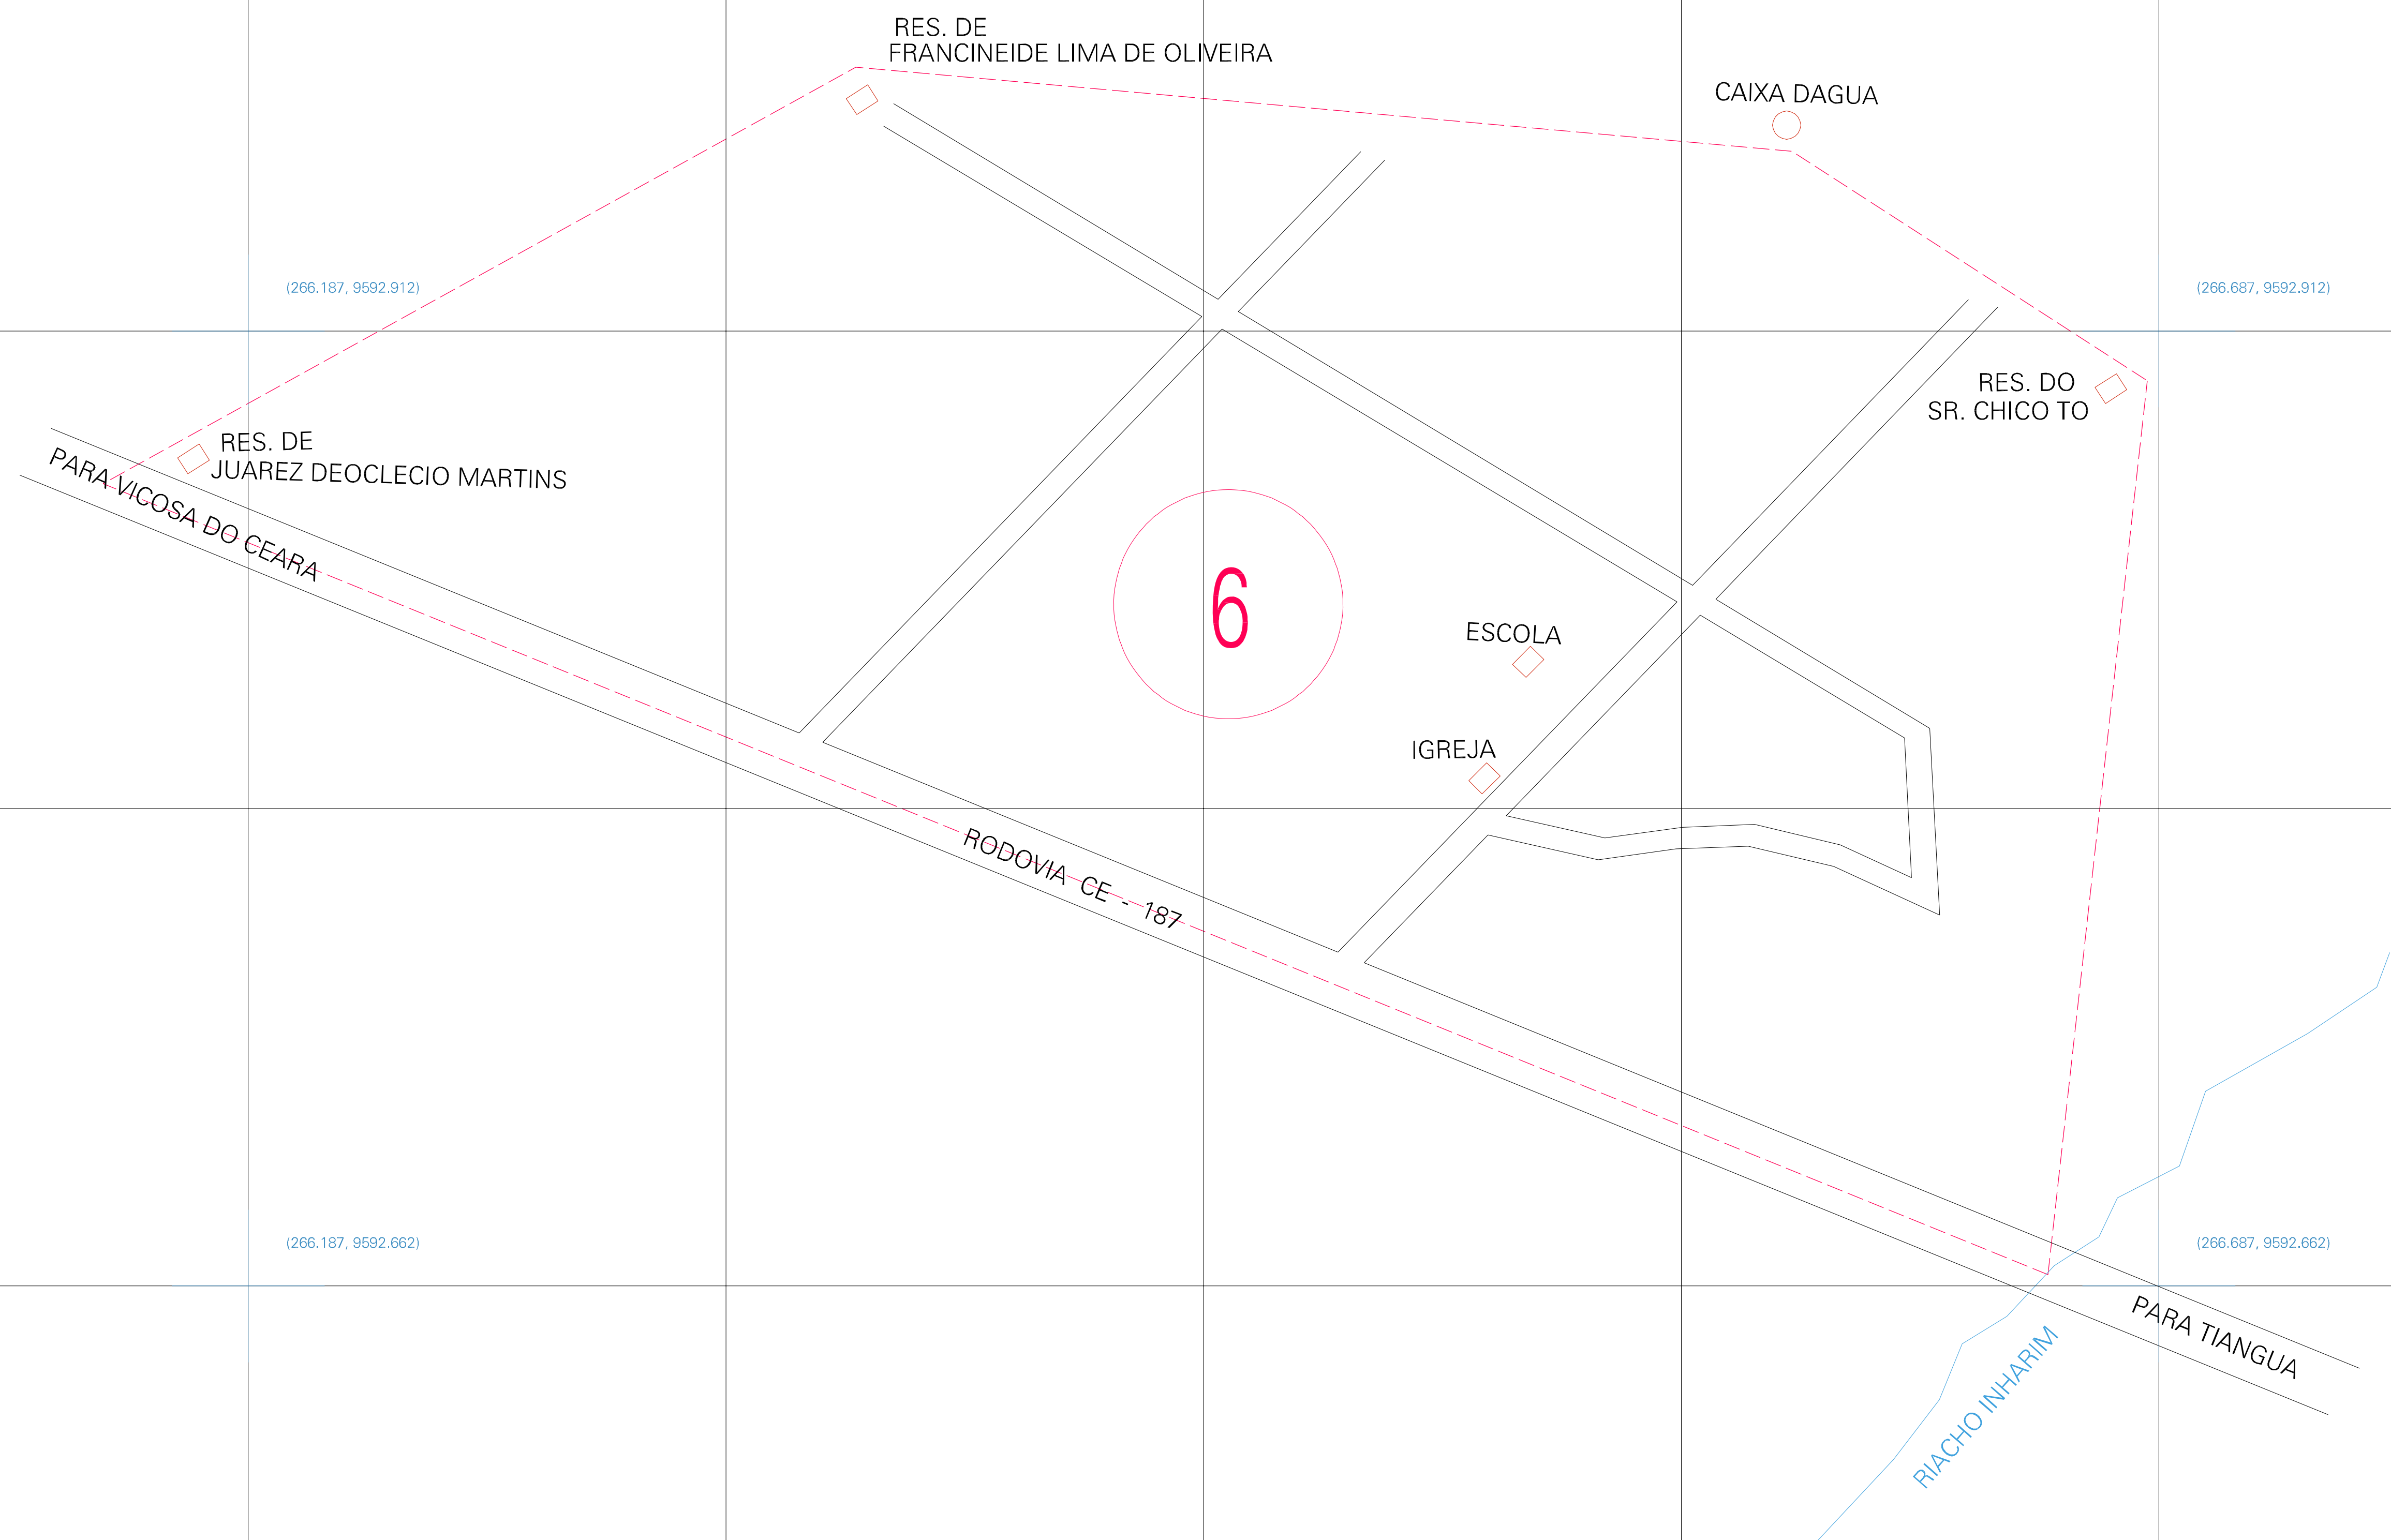 RES. DE
FRANCINEIDE LIMA DE OLIVEIRA
CAIXA DAGUA
(266.187, 9592.912)
(266.687, 9592.912)
RES. DO
SR. CHICO TO
RES. DE
JUAREZ DEOCLECIO MARTINS
PARA VICOSA DO CEARA
6
ESCOLA
IGREJA
RODOVIA CE - 187
(266.187, 9592.662)
(266.687, 9592.662)
PARA TIANGUA
RIACHO INHARIM